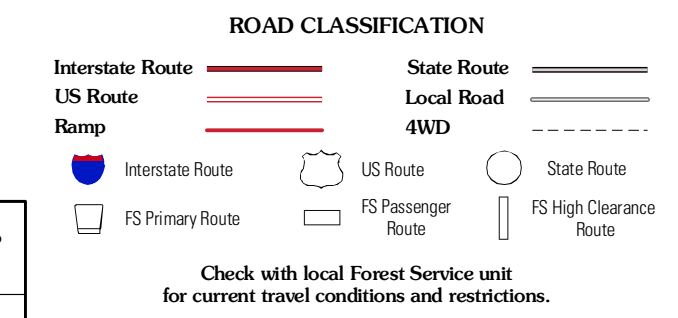 ROAD CLASSIFICATION
Interstate Route
State Route
US Route
Local Road
Ramp
4WD
Interstate Route
US Route
State Route
FS Primary Route
FS Passenger
Route
FS High Clearance
Route
Check with local Forest Service unit
for current travel conditions and restrictions.